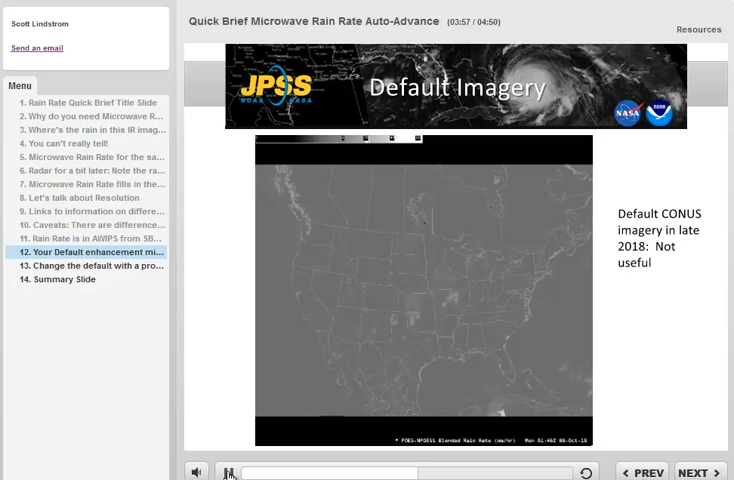 Scott Lindstrom
Send an email
Menu
1. Rain Rate Quick Brief Title Slide
2. Why do you need Microwave R...
3. Where's the rain in this IR imag...
4. You can't really tell!
5. Microwave Rain Rate for the sa...
6. Radar for a bit later: Note the ra...
7. Microwave Rain Rate fills in the...
8. Let's talk about Resolution
9. Links to information on differe...
10. Caveats: There are difference...
11. Rain Rate is in AWIPS from SB...
12. Your Default enhancement mi...
13. Change the default with a pro...
14. Summary Slide
Quick Brief Microwave Rain Rate Auto-Advance (03:57 / 04:50)
Resources
JPSS
NOAA NASA
Default Imagery
NASA
NOAA
Default CONUS
imagery in late
2018: Not
useful
POES-NPOESS Blended Rain Rate (mm/hr) Mon 01:46Z 08-Oct-18
PREV
NEXT